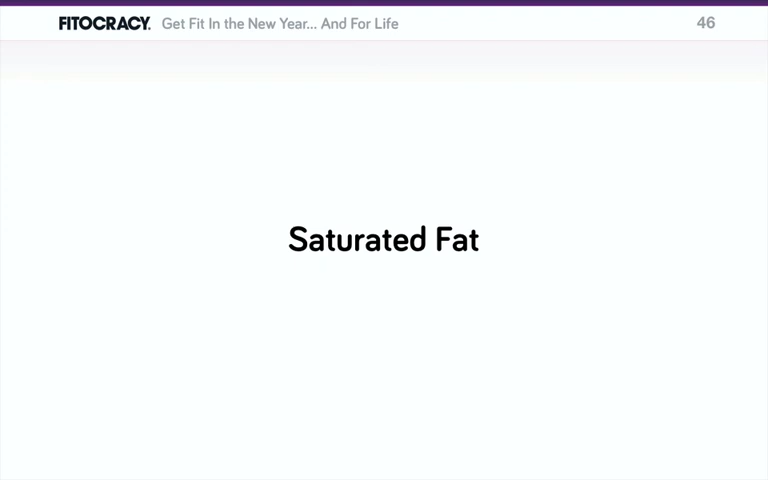 FITOCRACY. Get Fit In the New Year... And For Life 46
Saturated Fat